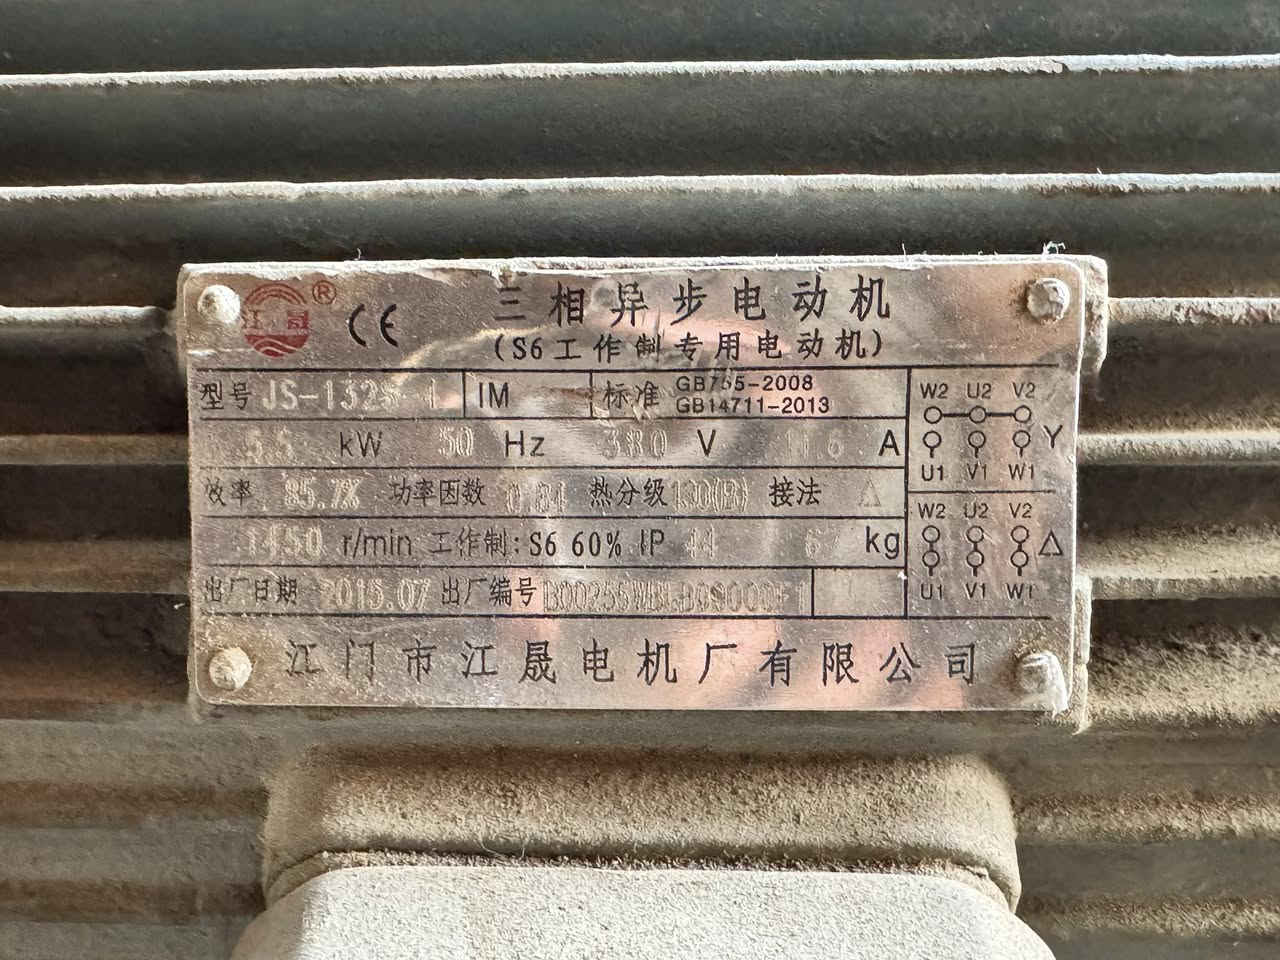 江晟 ® CE 三相异步电动机
(S6工作制专用电动机)
型号 JS-132S-4 IM 标准 GB755-2008
GB14711-2013
5.5 kW 50 Hz 380 V 11.6 A
效率 85.7% 功率因数 0.84 热分级 130(B) 接法 △
1450 r/min 工作制: S6 60% IP 44 67 kg
出厂日期 2015.07 出厂编号
W2 U2 V2
Y
U1 V1 W1
W2 U2 V2
△
U1 V1 W1
江门市江晟电机厂有限公司